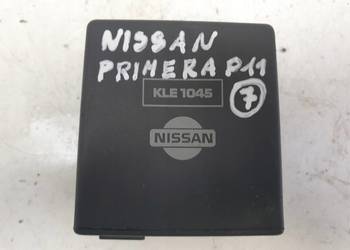 NISSAN
PRIMERA P11
KLE 1045
7
NISSAN